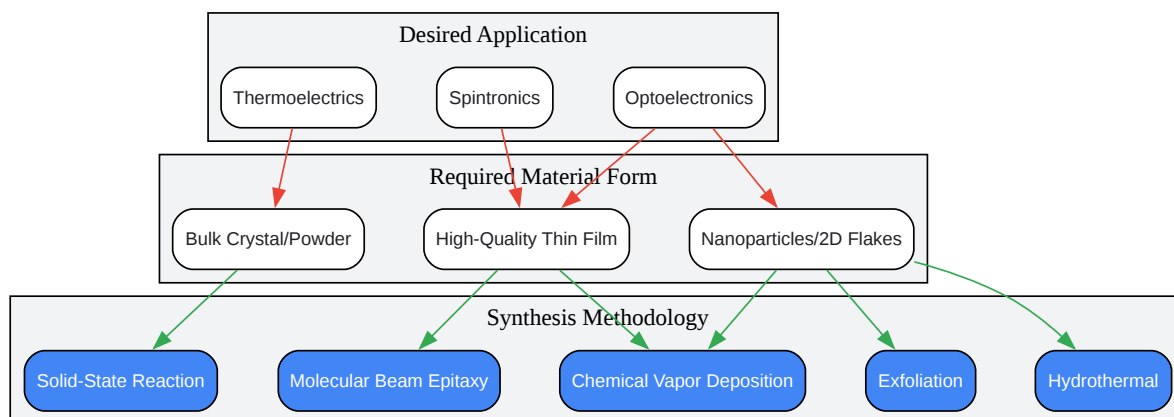 Desired Application
Thermoelectrics
Spintronics
Optoelectronics
Required Material Form
Bulk Crystal/Powder
High-Quality Thin Film
Nanoparticles/2D Flakes
Synthesis Methodology
Solid-State Reaction
Molecular Beam Epitaxy
Chemical Vapor Deposition
Exfoliation
Hydrothermal